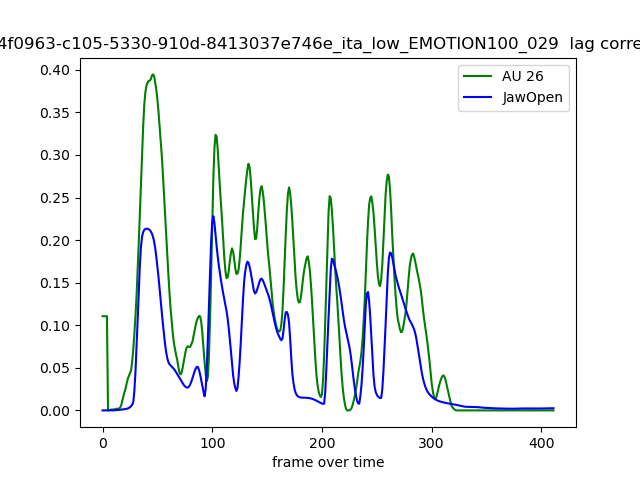 4f0963-c105-5330-910d-8413037e746e_ita_low_EMOTION100_029 lag corre
AU 26
JawOpen
0.40
0.35
0.30
0.25
0.20
0.15
0.10
0.05
0.00
0 100 200 300 400
frame over time